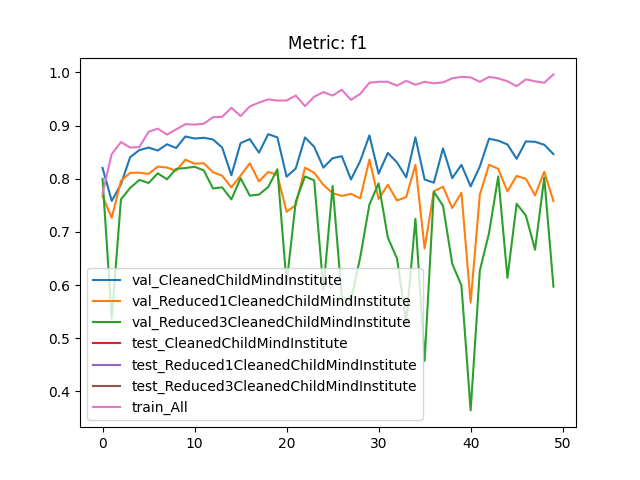 Metric: f1
1.0
0.9
0.8
0.7
0.6
0.5
0.4
val_CleanedChildMindInstitute
val_Reduced1CleanedChildMindInstitute
val_Reduced3CleanedChildMindInstitute
test_CleanedChildMindInstitute
test_Reduced1CleanedChildMindInstitute
test_Reduced3CleanedChildMindInstitute
train_All
0 10 20 30 40 50